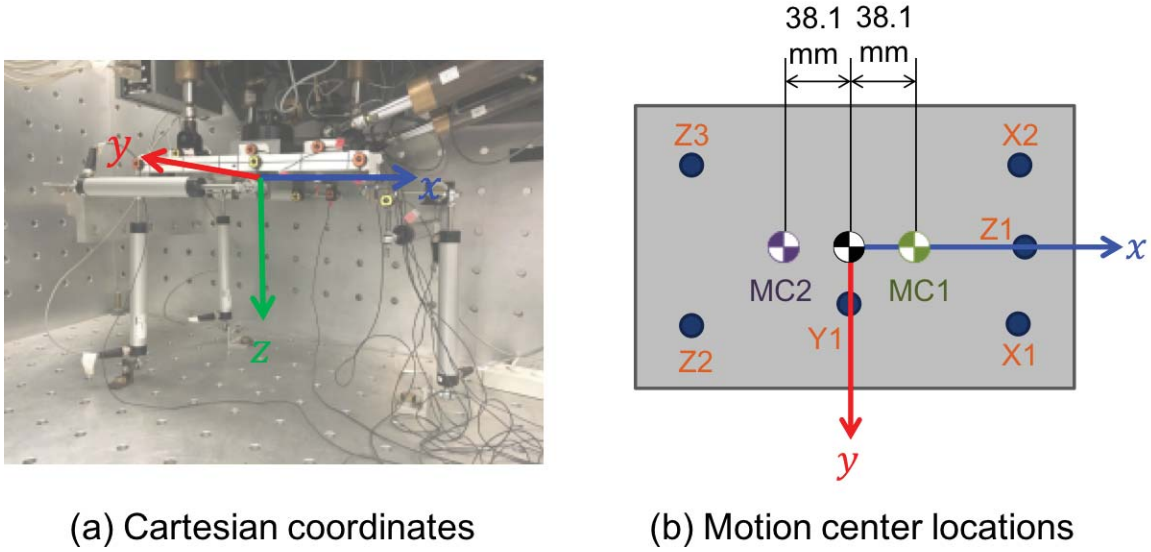 38.1 38.1
mm mm
y
x
z
Z3 X2
Z1
x
MC2 MC1
Y1
Z2 X1
y
(a) Cartesian coordinates
(b) Motion center locations